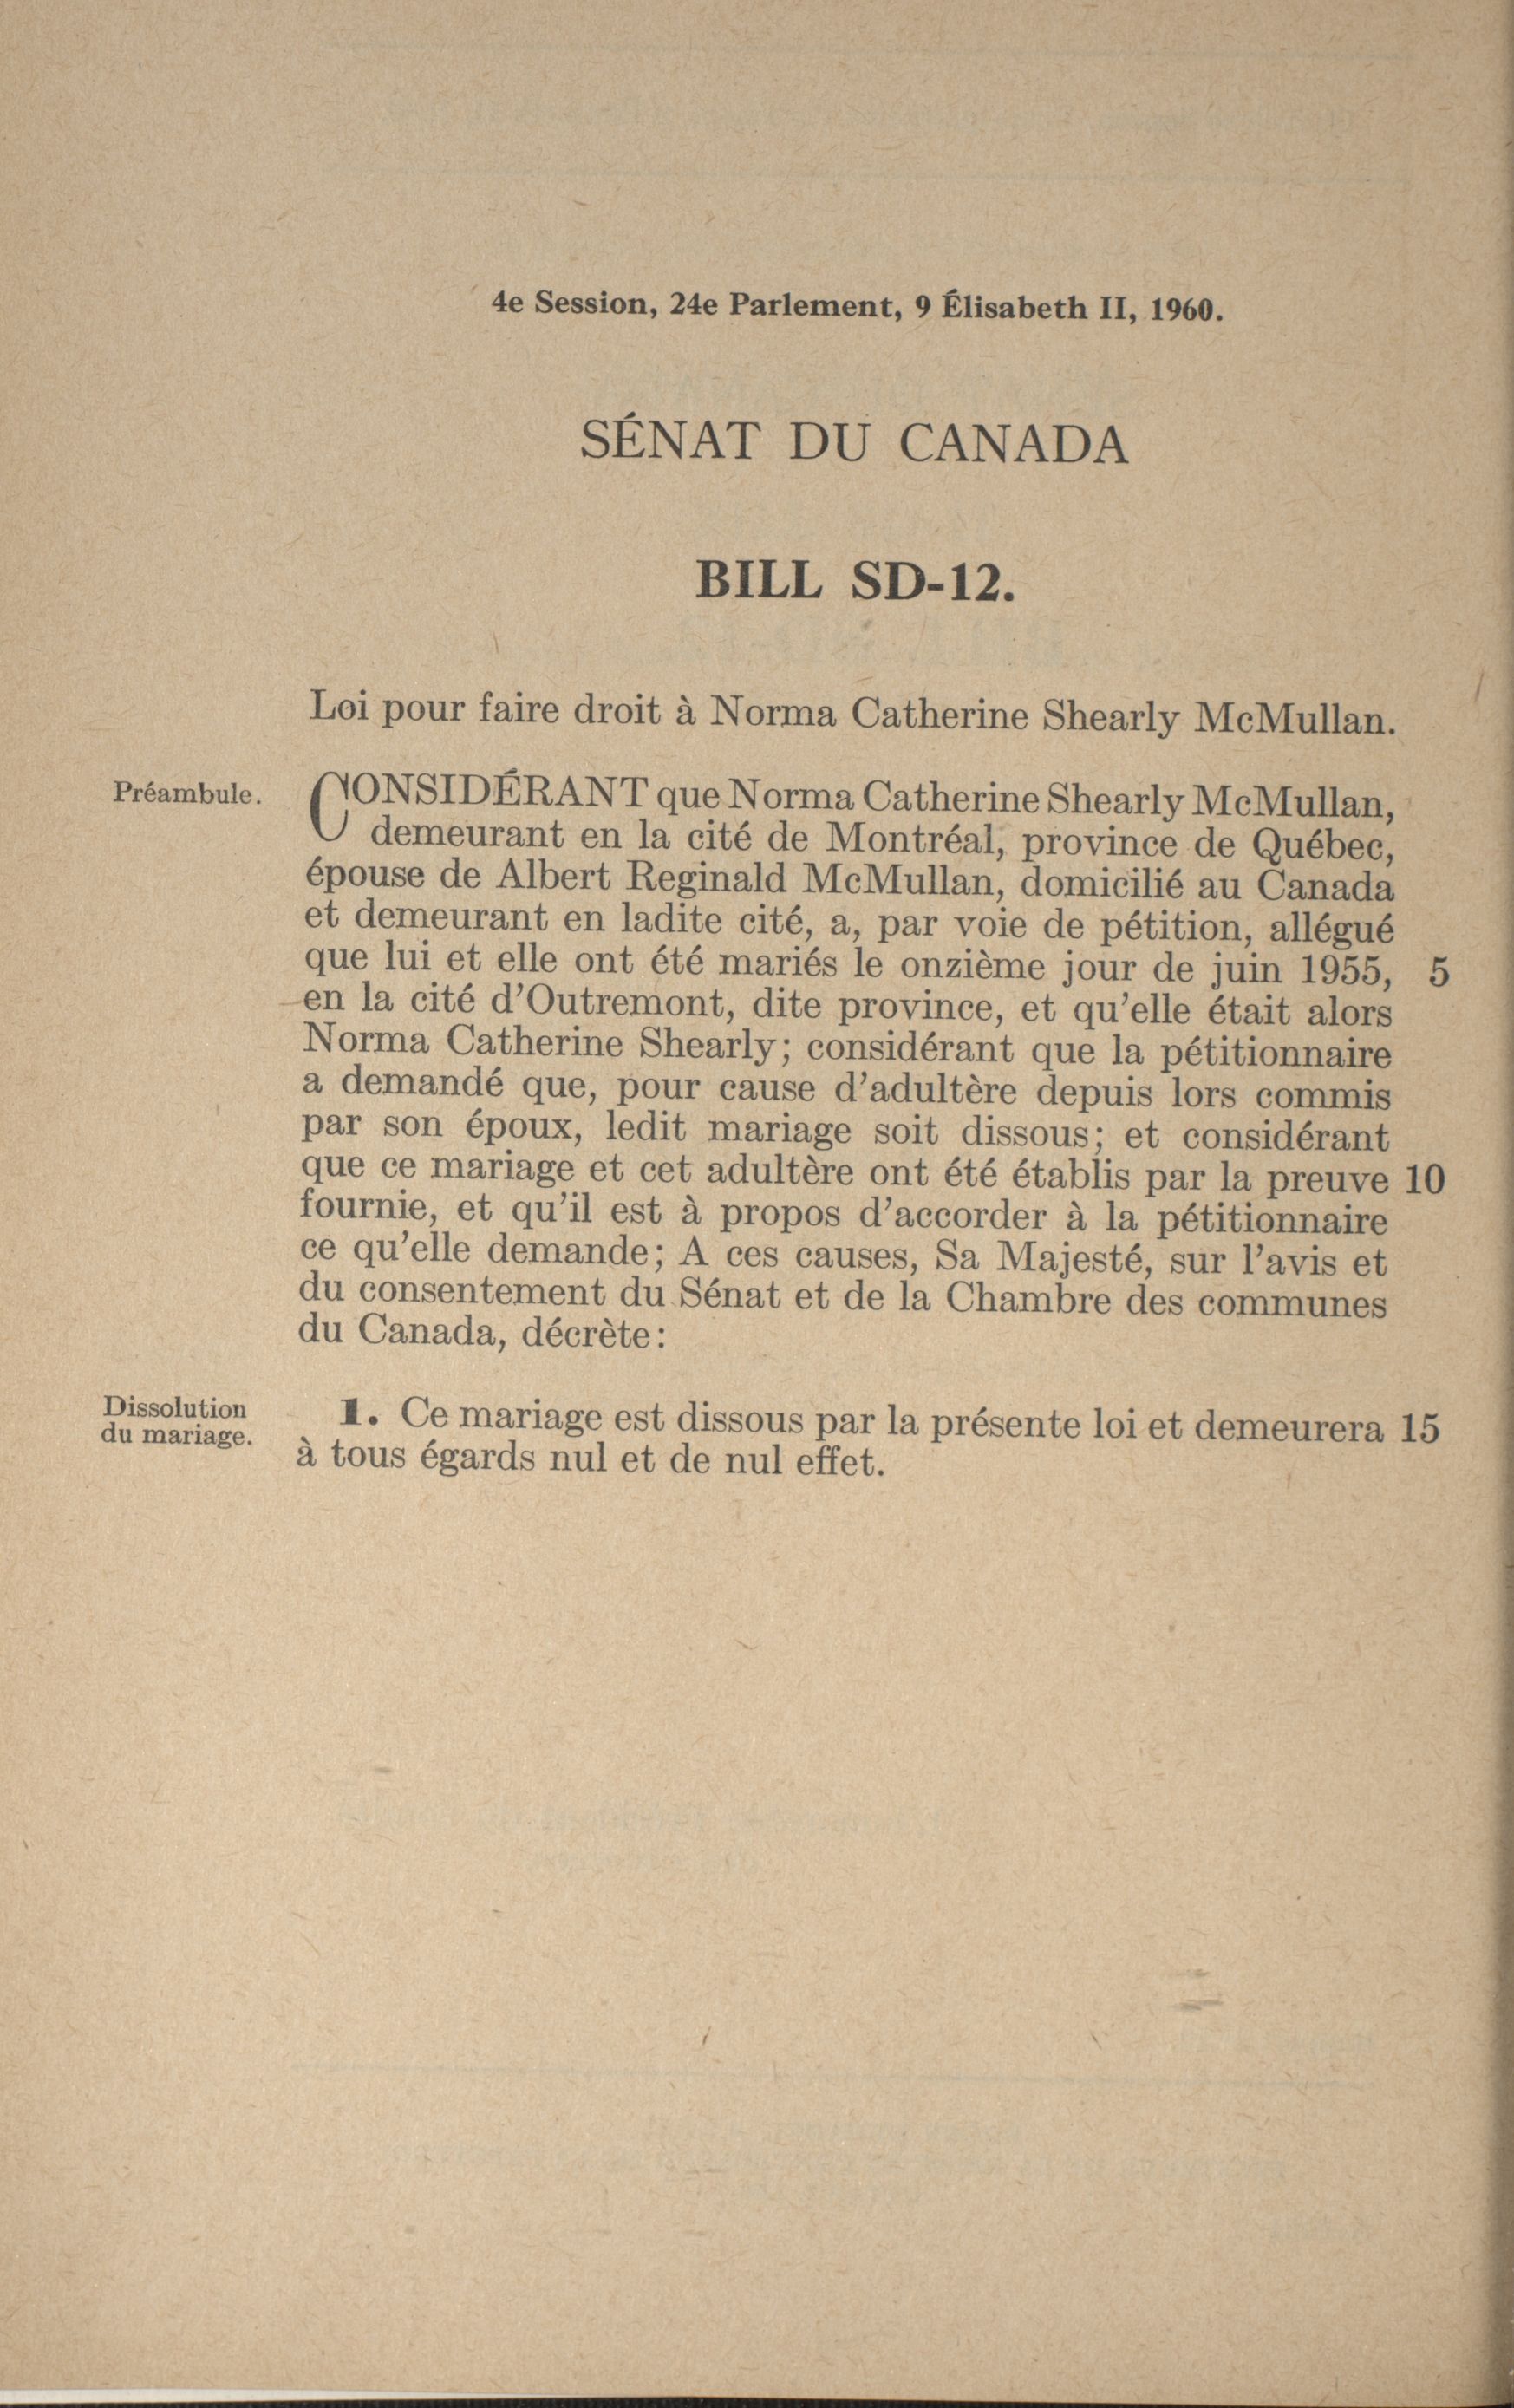 4e Session, 24e Parlement, 9 Élisabeth II, 1960.
SÉNAT DU CANADA
BILL SD-12.
Loi pour faire droit à Norma Catherine Shearly McMullan.
Préambule.
CONSIDÉRANT que Norma Catherine Shearly McMullan,
demeurant en la cité de Montréal, province de Québec,
épouse de Albert Reginald McMullan, domicilié au Canada
et demeurant en ladite cité, a, par voie de pétition, allégué
que lui et elle ont été mariés le onzième jour de juin 1955, 5
en la cité d'Outremont, dite province, et qu'elle était alors
Norma Catherine Shearly; considérant que la pétitionnaire
a demandé que, pour cause d'adultère depuis lors commis
par son époux, ledit mariage soit dissous; et considérant
que ce mariage et cet adultère ont été établis par la preuve 10
fournie, et qu'il est à propos d'accorder à la pétitionnaire
ce qu'elle demande; A ces causes, Sa Majesté, sur l'avis et
du consentement du Sénat et de la Chambre des communes
du Canada, décrète:
Dissolution
du mariage.
1. Ce mariage est dissous par la présente loi et demeurera 15
à tous égards nul et de nul effet.